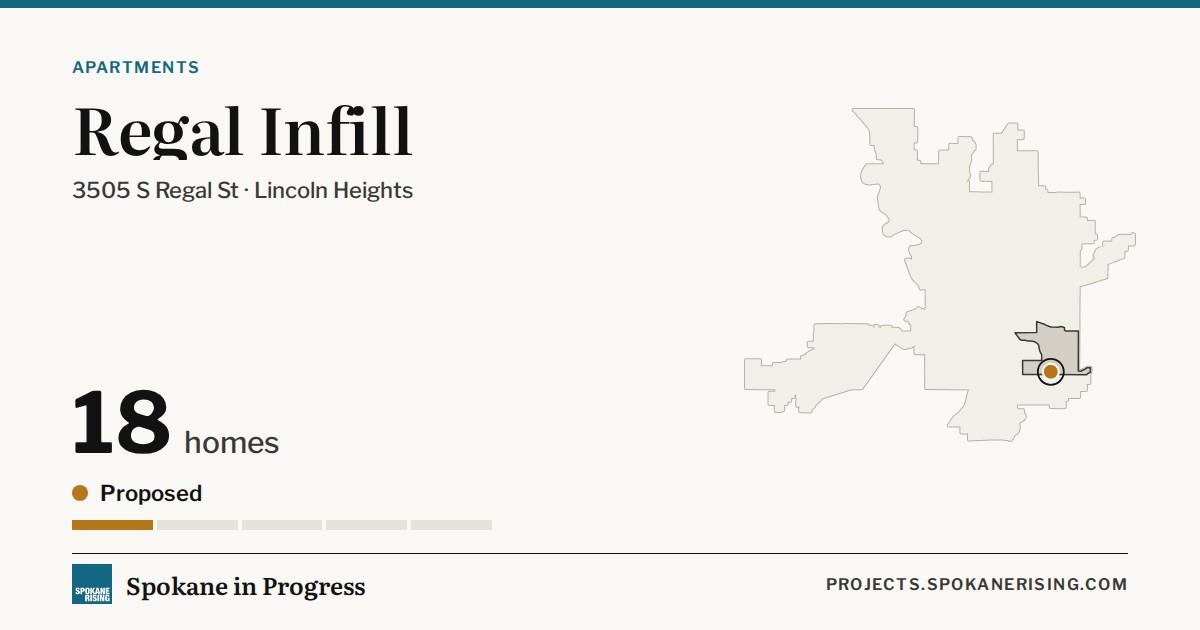 APARTMENTS
Regal Infill
3505 S Regal St · Lincoln Heights
18 homes
Proposed
SPOKANE
RISING
Spokane in Progress
PROJECTS.SPOKANERISING.COM